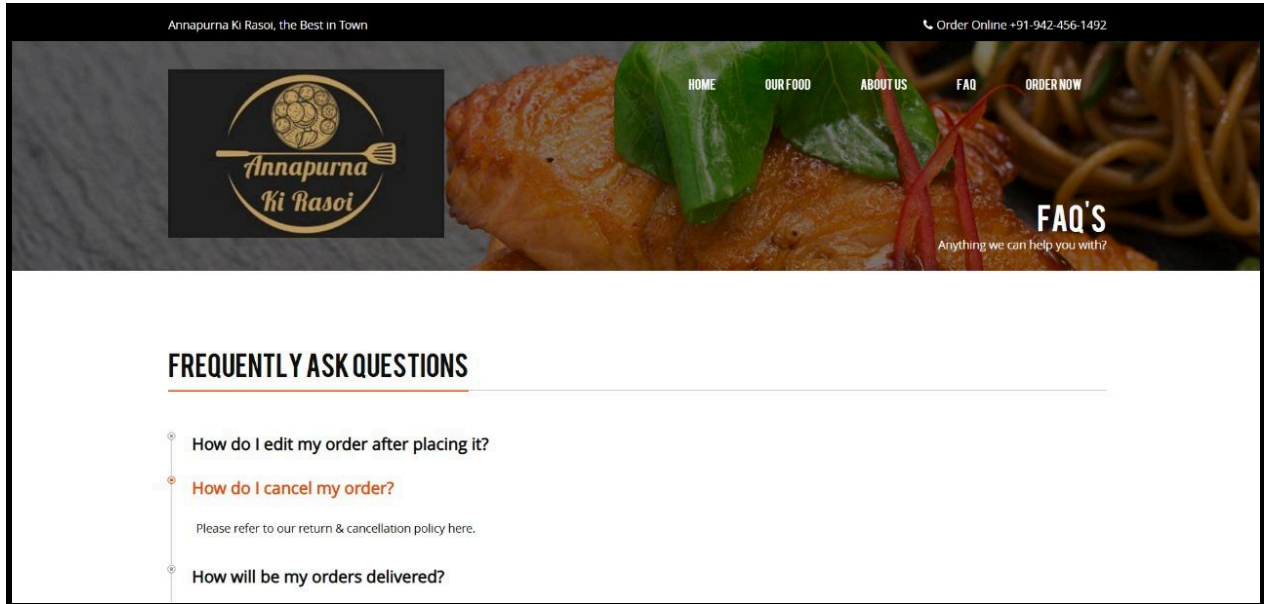 Annapurna Ki Rasoi, the Best in Town
Order Online +91-942-456-1492
HOME
OUR FOOD
ABOUT US
FAQ
ORDER NOW
Annapurna
Ki Rasoi
FAQ'S
Anything we can help you with?
FREQUENTLY ASK QUESTIONS
How do I edit my order after placing it?
How do I cancel my order?
Please refer to our return & cancellation policy here.
How will be my orders delivered?